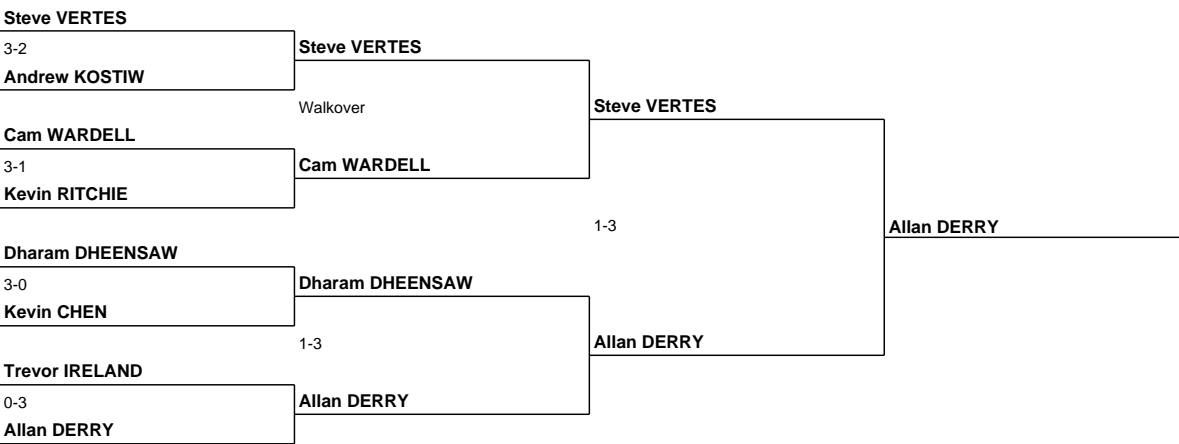 Steve VERTES
3-2
Steve VERTES
Andrew KOSTIW
Walkover
Steve VERTES
Cam WARDELL
3-1
Cam WARDELL
Kevin RITCHIE
1-3
Allan DERRY
Dharam DHEENSAW
3-0
Dharam DHEENSAW
Kevin CHEN
1-3
Allan DERRY
Trevor IRELAND
0-3
Allan DERRY
Allan DERRY